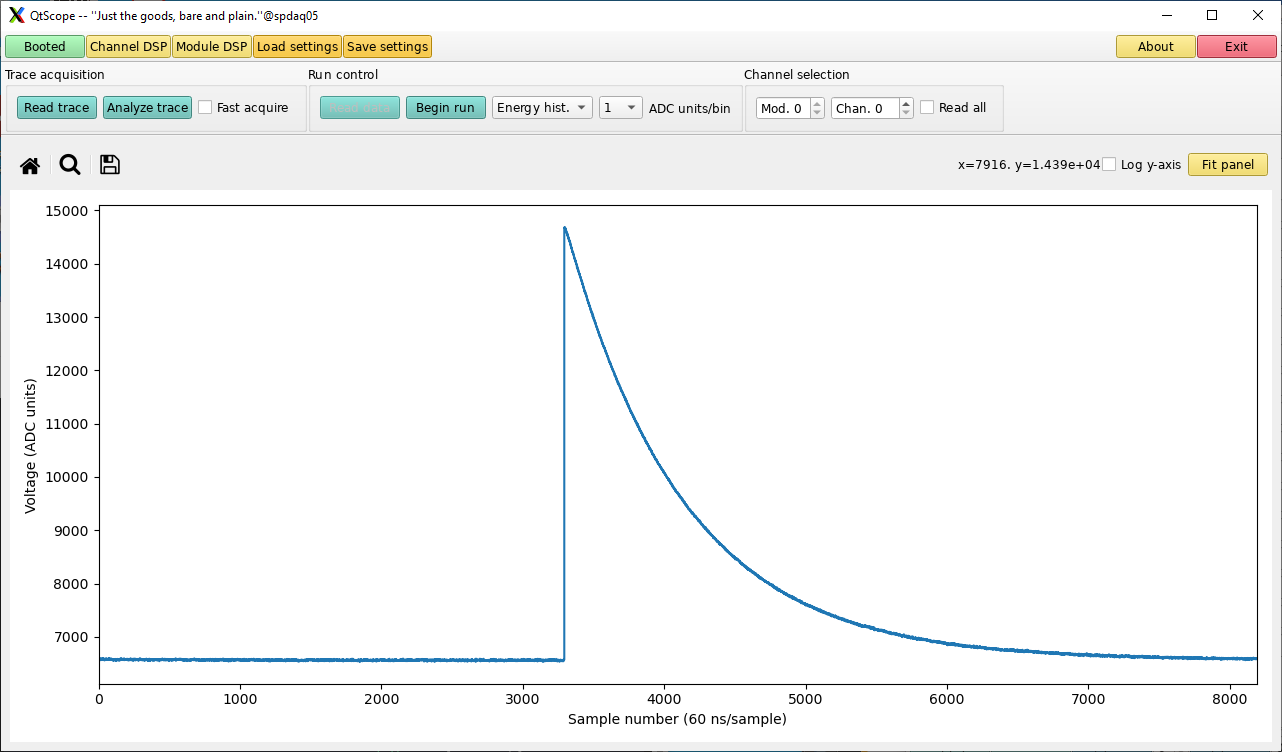 QtScope -- "Just the goods, bare and plain."@spdaq05
Booted Channel DSP Module DSP Load settings Save settings About Exit
Trace acquisition Run control Channel selection
Read trace Analyze trace Fast acquire Read data Begin run Energy hist. 1 ADC units/bin Mod. 0 Chan. 0 Read all
x=7916. y=1.439e+04 Log y-axis Fit panel
15000
14000
13000
12000
11000
10000
9000
8000
7000
Voltage (ADC units)
0 1000 2000 3000 4000 5000 6000 7000 8000
Sample number (60 ns/sample)